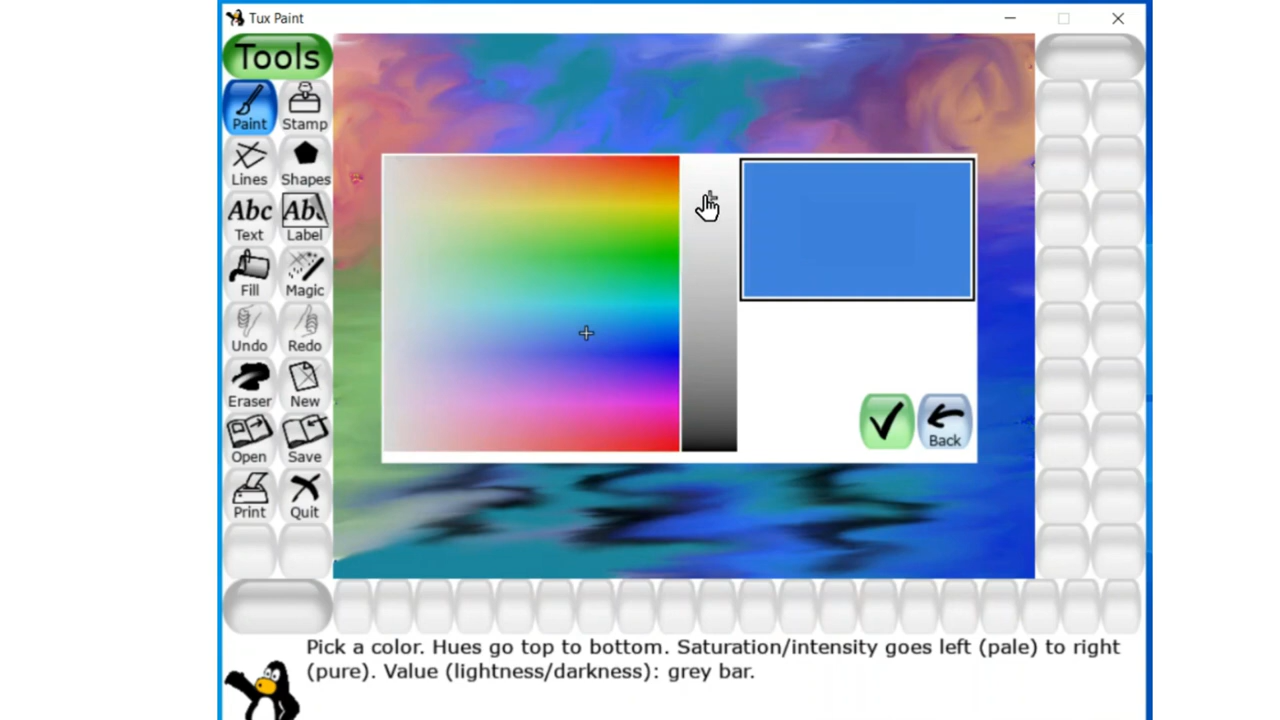 Tux Paint
Tools
Paint Stamp
Lines Shapes
Abc Abc
Text Label
Fill Magic
Undo Redo
Eraser New
Open Save
Print Quit
Back
Pick a color. Hues go top to bottom. Saturation/intensity goes left (pale) to right
(pure). Value (lightness/darkness): grey bar.